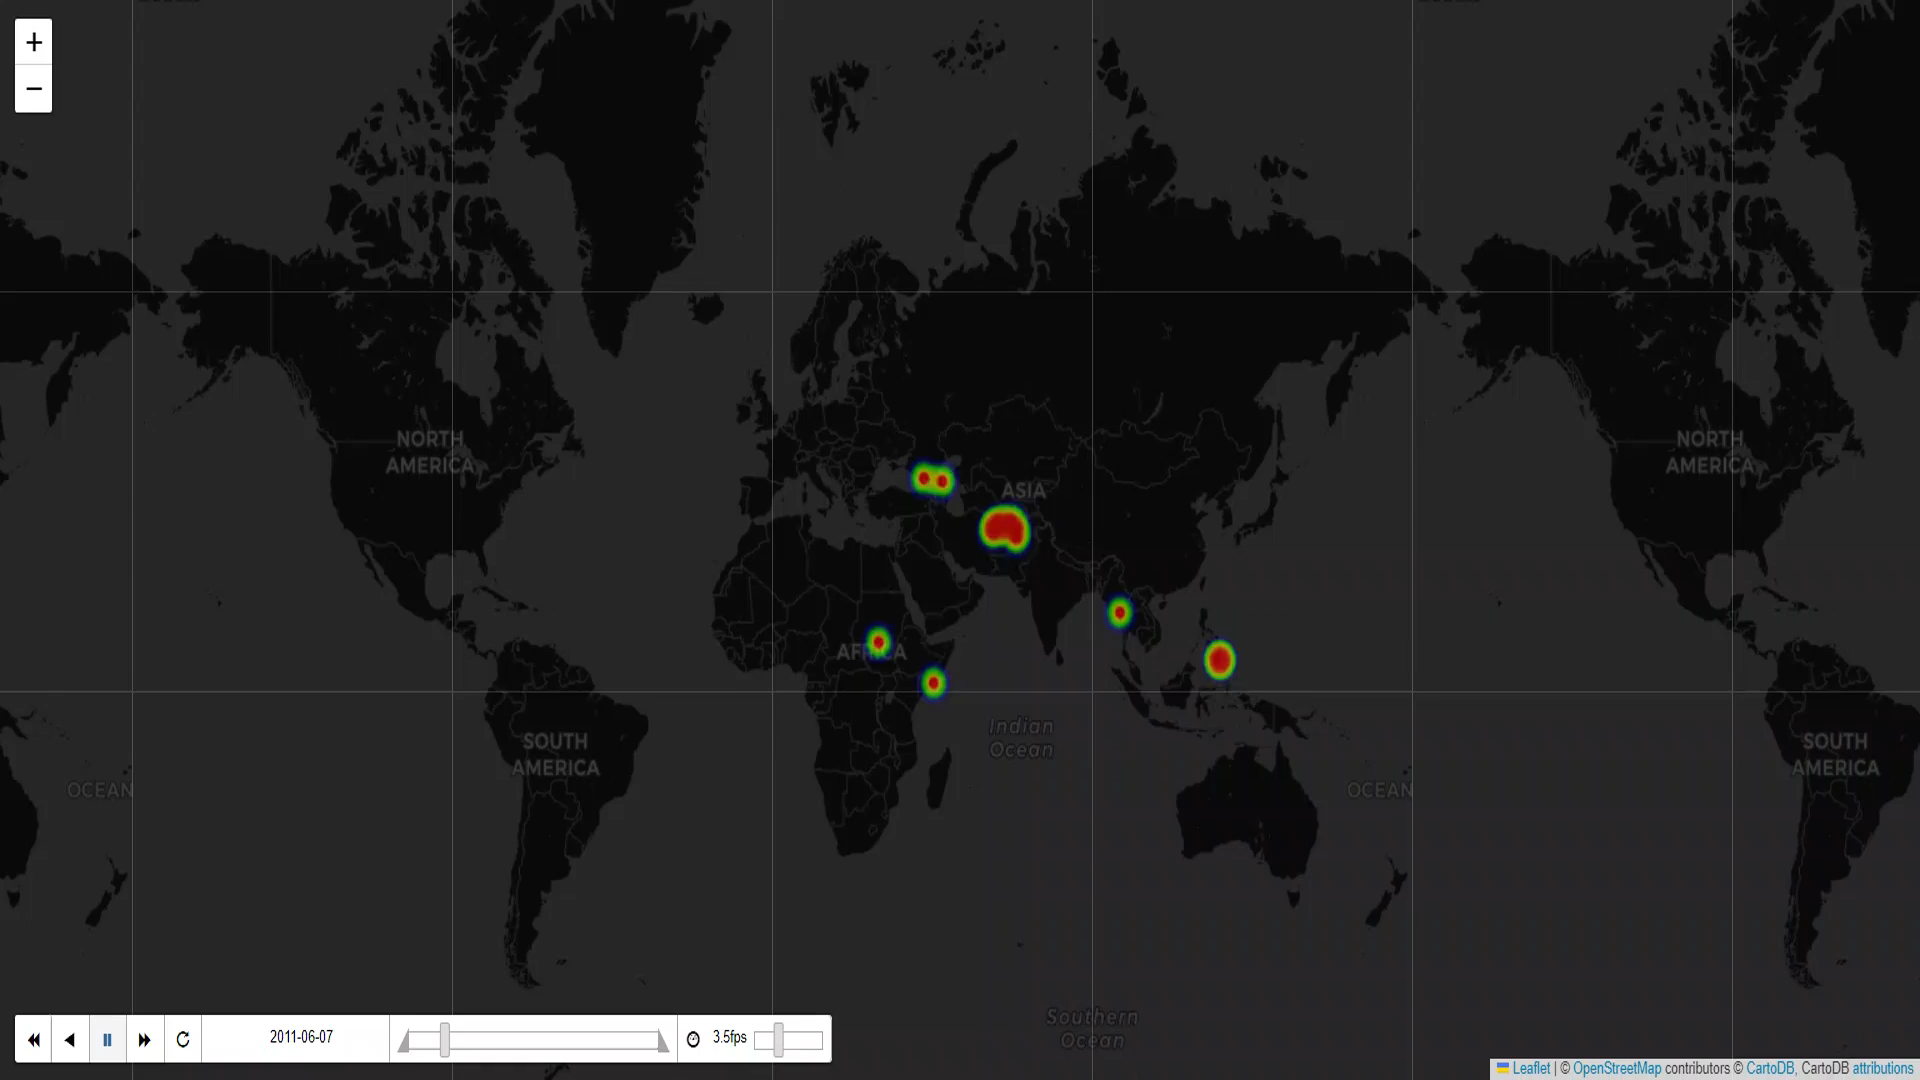 +
−
NORTH
AMERICA
ASIA
NORTH
AMERICA
AFRICA
Indian
Ocean
SOUTH
AMERICA
SOUTH
AMERICA
OCEAN
OCEAN
Southern
Ocean
2011-06-07
3.5fps
Leaflet | © OpenStreetMap contributors © CartoDB, CartoDB attributions